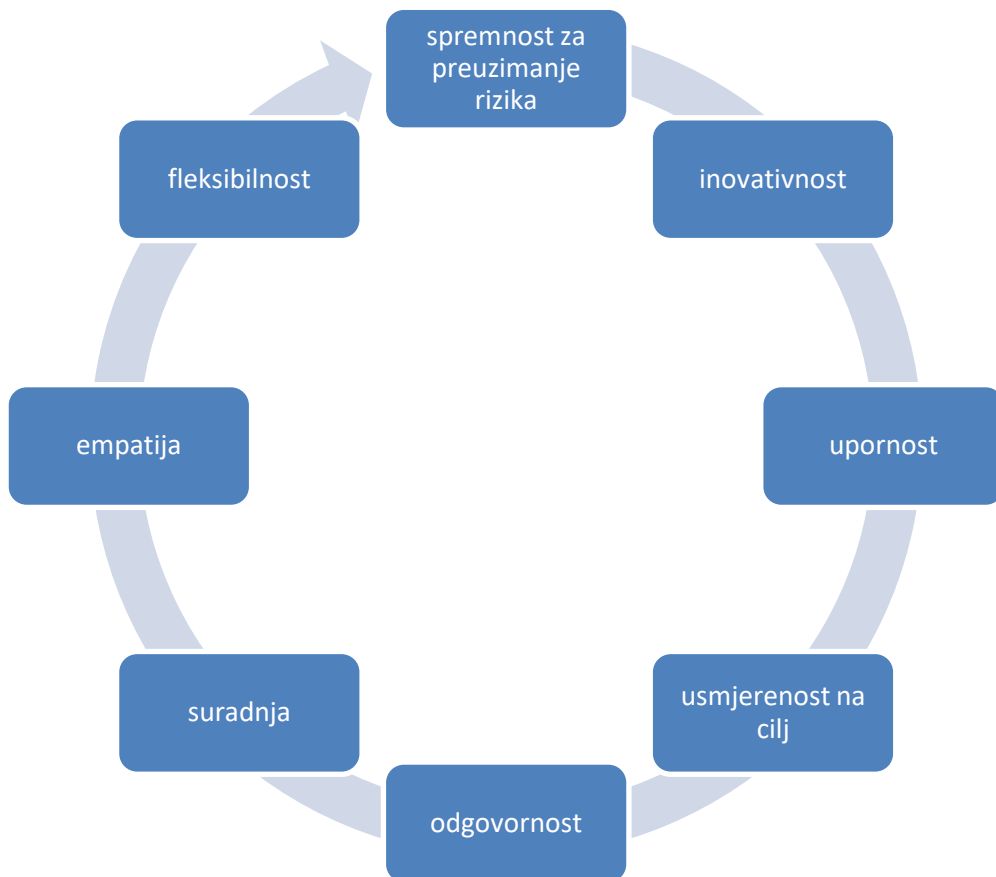 spremnost za
preuzimanje
rizika
inovativnost
upornost
usmjerenost na
cilj
odgovornost
suradnja
empatija
fleksibilnost